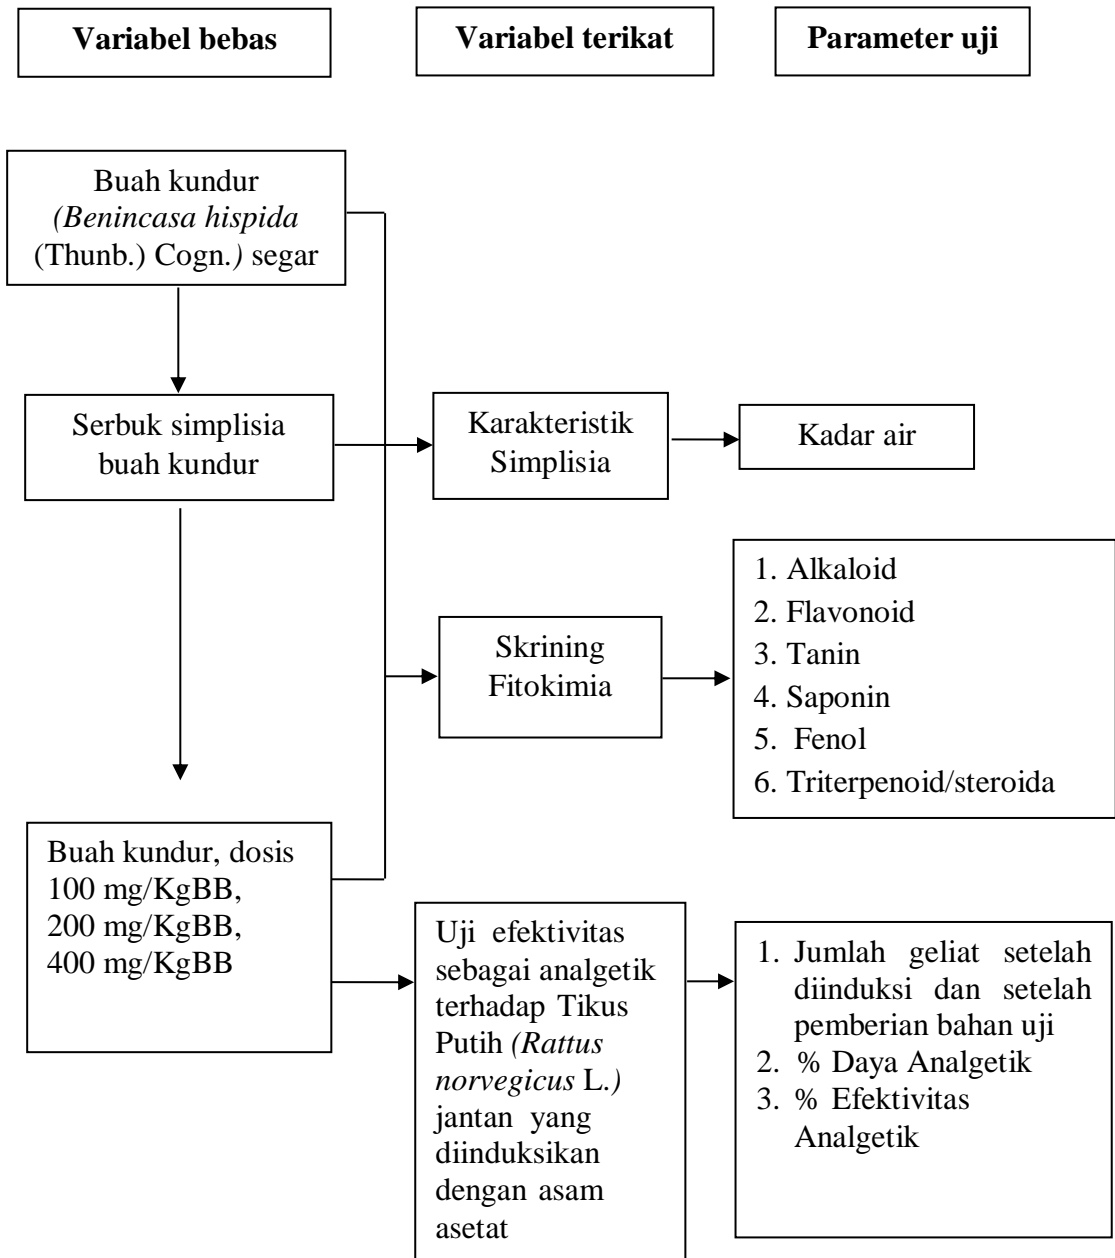 Variabel bebas
Variabel terikat
Parameter uji
Buah kundur
(Benincasa hispida
(Thunb.) Cogn.) segar
Serbuk simplisia
buah kundur
Karakteristik
Simplisia
Kadar air
Skrining
Fitokimia
1. Alkaloid
2. Flavonoid
3. Tanin
4. Saponin
5. Fenol
6. Triterpenoid/steroida
Buah kundur, dosis
100 mg/KgBB,
200 mg/KgBB,
400 mg/KgBB
Uji efektivitas
sebagai analgetik
terhadap Tikus
Putih (Rattus
norvegicus L.)
jantan yang
diinduksikan
dengan asam
asetat
1. Jumlah geliat setelah
diinduksi dan setelah
pemberian bahan uji
2. % Daya Analgetik
3. % Efektivitas
Analgetik